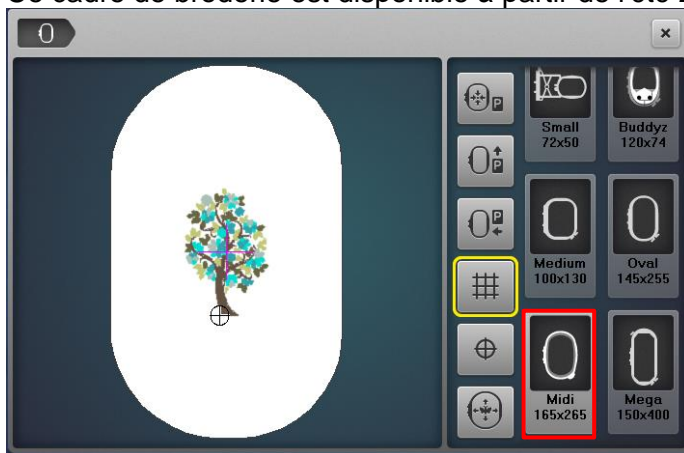 Ce cadre de broderie est disponible à partir de l'été
P
P
P
Small
72x50
Buddyz
120x74
Medium
100x130
Oval
145x255
Midi
165x265
Mega
150x400